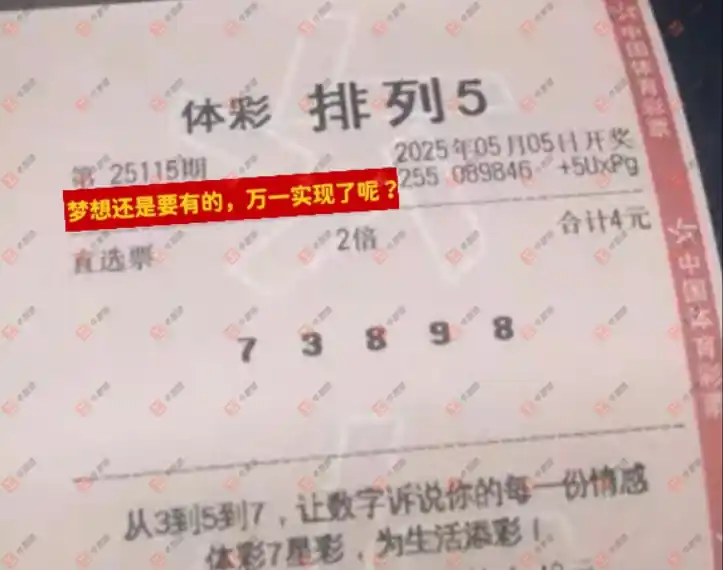 体彩 排列5
第 25115期
2025年05月05日开奖
255 089846 +5UxPg
梦想还是要有的，万一实现了呢？
直选票
2倍
合计4元
7 3 8 9 8
从3到5到7，让数字诉说你的每一份情感
体彩7星彩，为生活添彩！
中国体育彩票
中国体育彩票